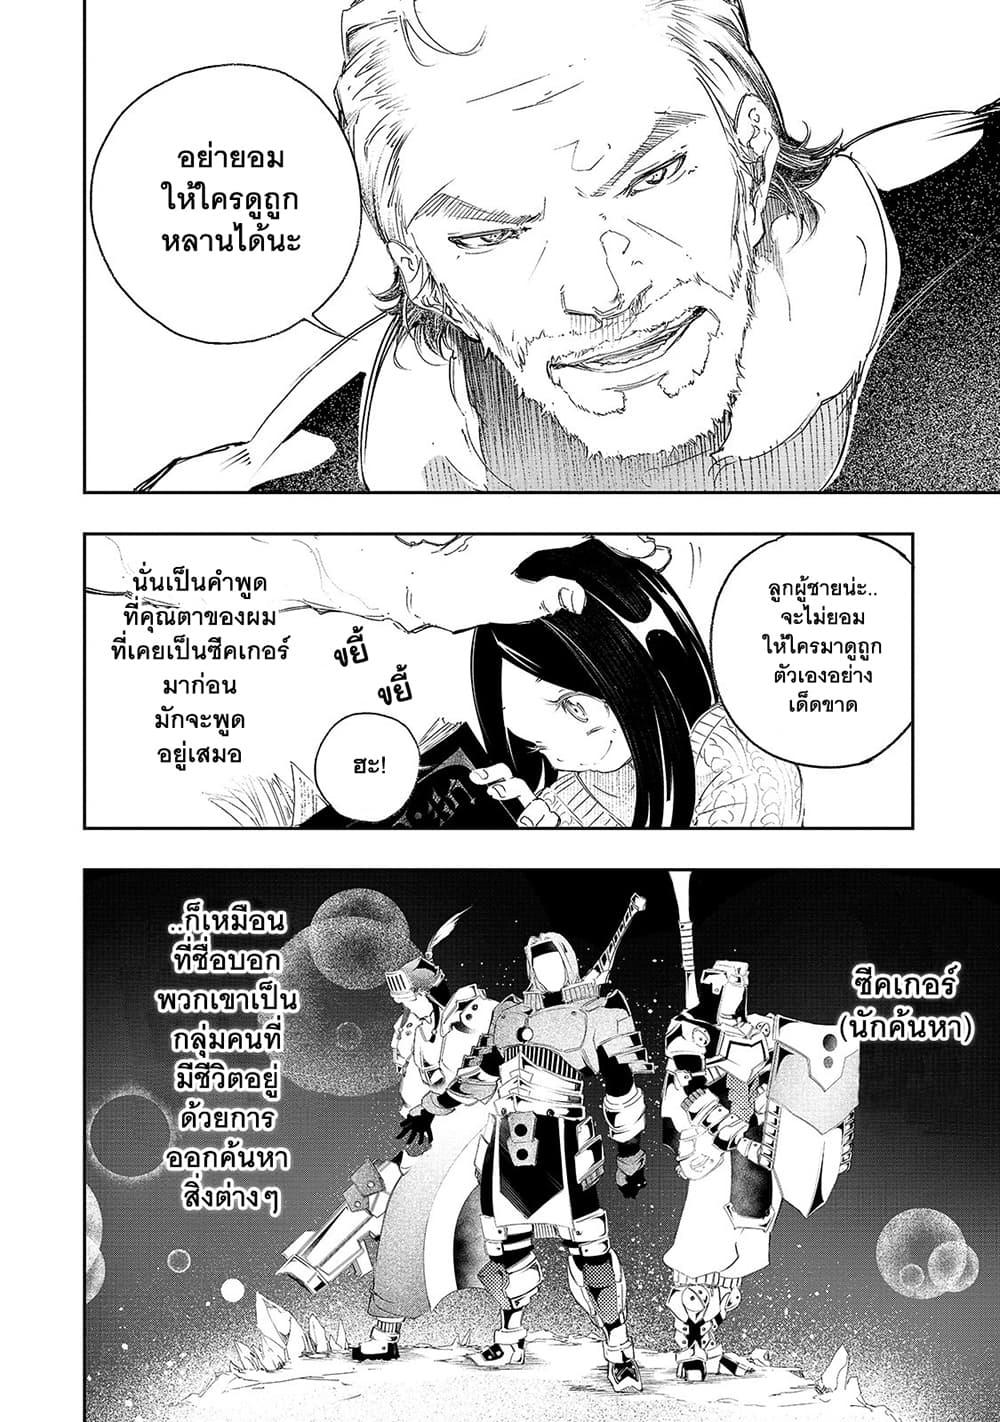 อย่ายอม
ให้ใครดูถูก
หลานได้นะ
ลูกผู้ชายน่ะ..
จะไม่ยอม
ให้ใครมาดูถูก
ตัวเองอย่าง
เด็ดขาด
ขยี้
ขยี้
ฮะ!
นั่นเป็นคำพูด
ที่คุณตาของผม
ที่เคยเป็นซีคเกอร์
มาก่อน
มักจะพูด
อยู่เสมอ
ซีคเกอร์
(นักค้นหา)
..ก็เหมือน
ที่ชื่อบอก
พวกเขาเป็น
กลุ่มคนที่
มีชีวิตอยู่
ด้วยการ
ออกค้นหา
สิ่งต่างๆ